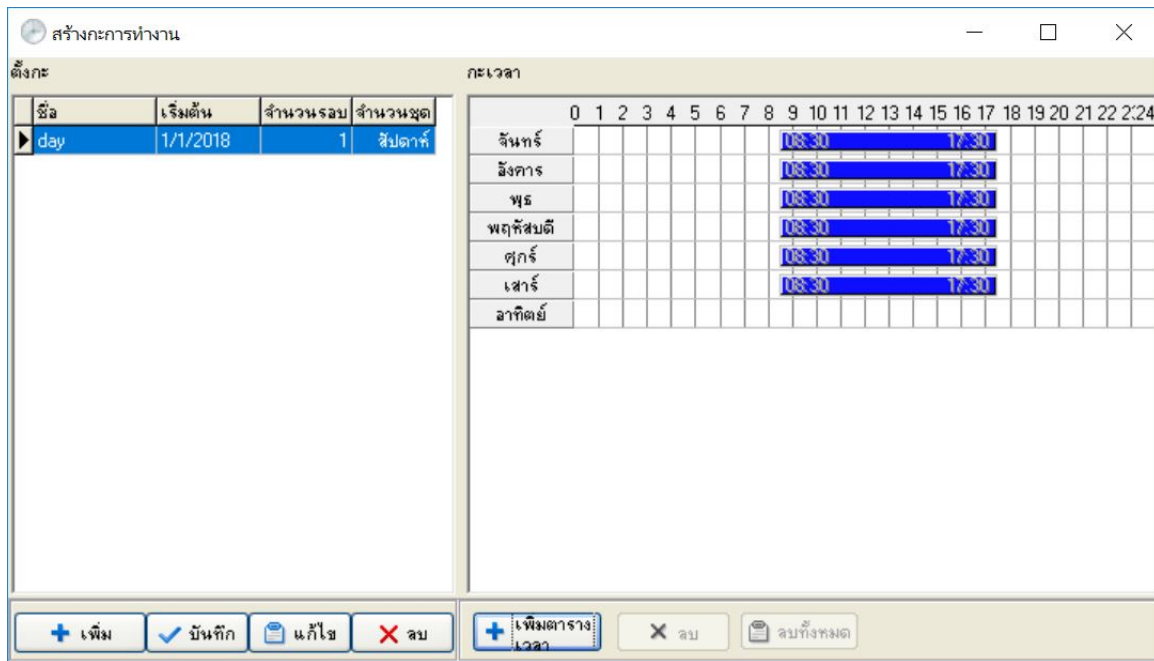 สร้างกะการทำงาน
ตั้งกะ
กะเวลา
ชื่อ เริ่มต้น จำนวนรอบ จำนวนชุด
day 1/1/2018 1 สัปดาห์
0 1 2 3 4 5 6 7 8 9 10 11 12 13 14 15 16 17 18 19 20 21 22 2:24
จันทร์ 08:30 17:30
อังคาร 08:30 17:30
พุธ 08:30 17:30
พฤหัสบดี 08:30 17:30
ศุกร์ 08:30 17:30
เสาร์ 08:30 17:30
อาทิตย์
เพิ่ม บันทึก แก้ไข ลบ
เพิ่มตาราง
เวลา
ลบ ลบทั้งหมด